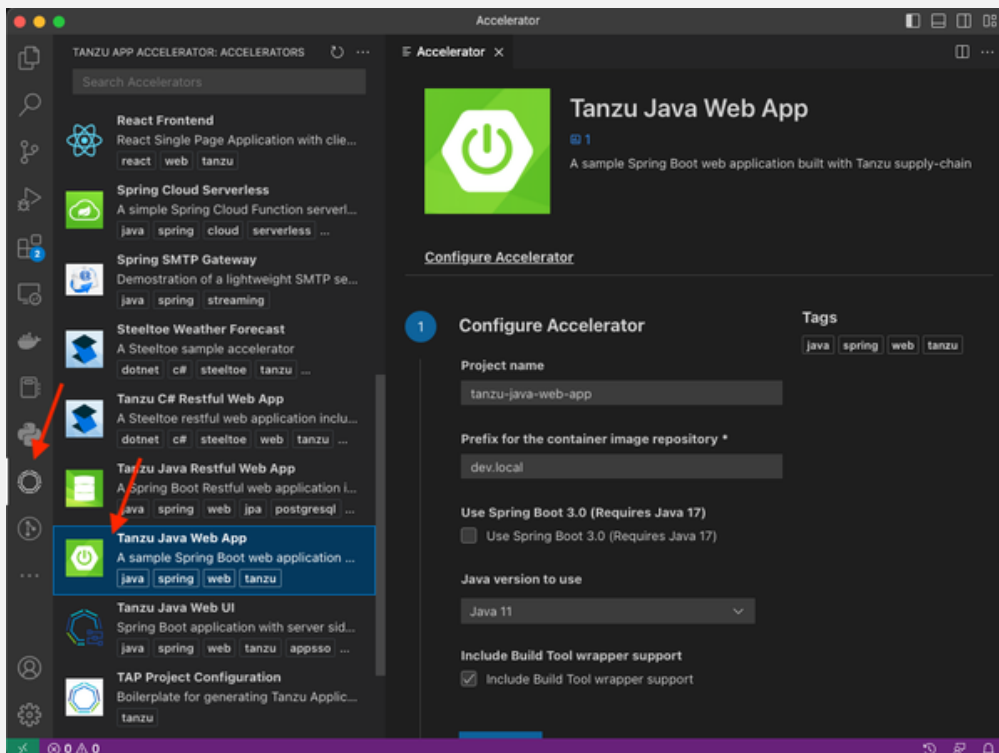 Accelerator
TANZU APP ACCELERATOR: ACCELERATORS
Search Accelerators
React Frontend
React Single Page Application with clie...
react web tanzu
Spring Cloud Serverless
A simple Spring Cloud Function serverl...
java spring cloud serverless ...
Spring SMTP Gateway
Demostration of a lightweight SMTP se...
java spring streaming
Steeltoe Weather Forecast
A Steeltoe sample accelerator
dotnet c# steeltoe tanzu ...
Tanzu C# Restful Web App
A Steeltoe restful web application inclu...
dotnet c# steeltoe web tanzu ...
Tanzu Java Restful Web App
A Spring Boot Restful web application i...
java spring web jpa postgresql ...
Tanzu Java Web App
A sample Spring Boot web application ...
java spring web tanzu
Tanzu Java Web UI
Spring Boot application with server sid...
java spring web tanzu appsso ...
TAP Project Configuration
Boilerplate for generating Tanzu Applic...
tanzu
2
0 0
Accelerator
Tanzu Java Web App
1
A sample Spring Boot web application built with Tanzu supply-chain
Configure Accelerator
1
Configure Accelerator
Project name
tanzu-java-web-app
Prefix for the container image repository *
dev.local
Use Spring Boot 3.0 (Requires Java 17)
Use Spring Boot 3.0 (Requires Java 17)
Java version to use
Java 11
Include Build Tool wrapper support
Include Build Tool wrapper support
Tags
java spring web tanzu